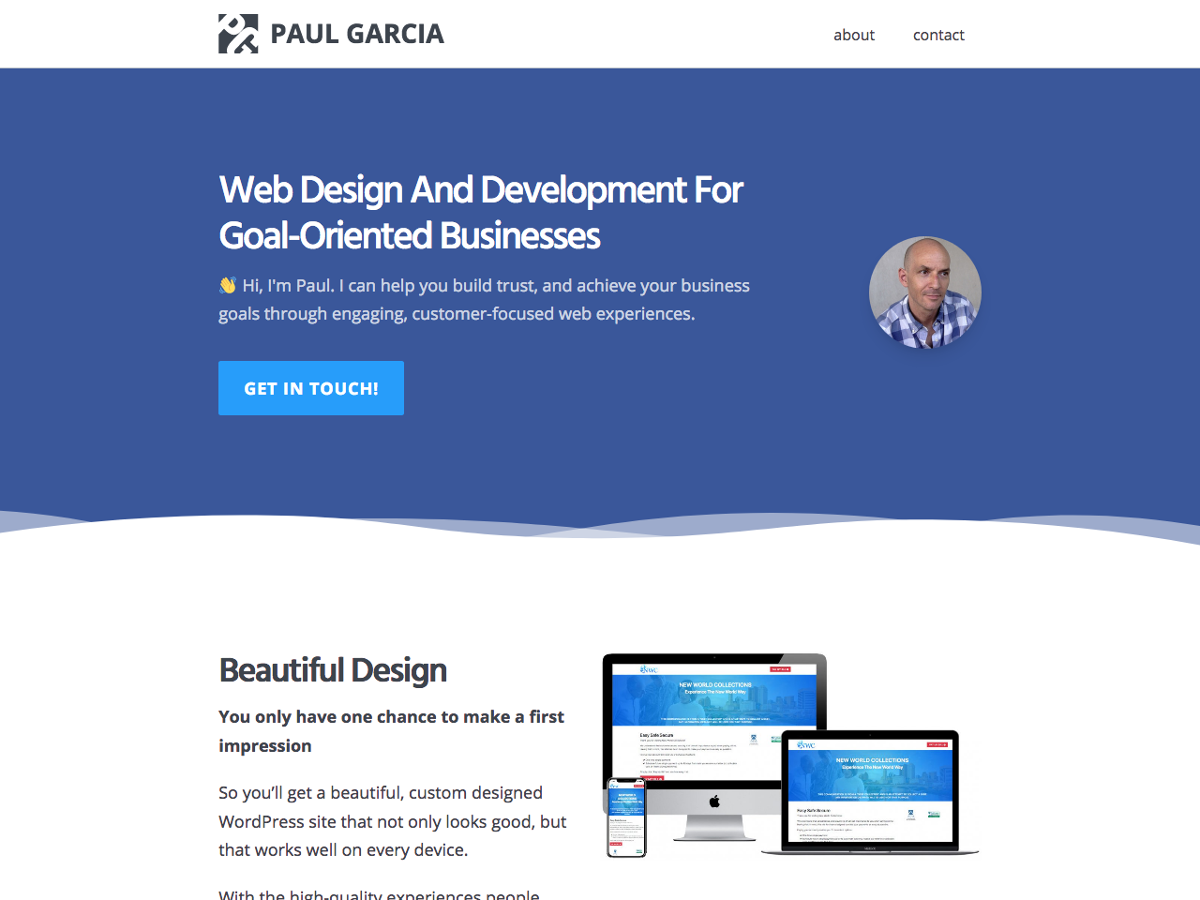 PAUL GARCIA
about
contact
Web Design And Development For
Goal-Oriented Businesses
👋 Hi, I'm Paul. I can help you build trust, and achieve your business
goals through engaging, customer-focused web experiences.
GET IN TOUCH!
Beautiful Design
You only have one chance to make a first
impression
So you’ll get a beautiful, custom designed
WordPress site that not only looks good, but
that works well on every device.
With the high-quality experiences people
NWC
NEW WORLD COLLECTIONS
Experience The New World Way
Easy Safe Secure
NWC
NEW WORLD COLLECTIONS
Experience The New World Way
Easy Safe Secure